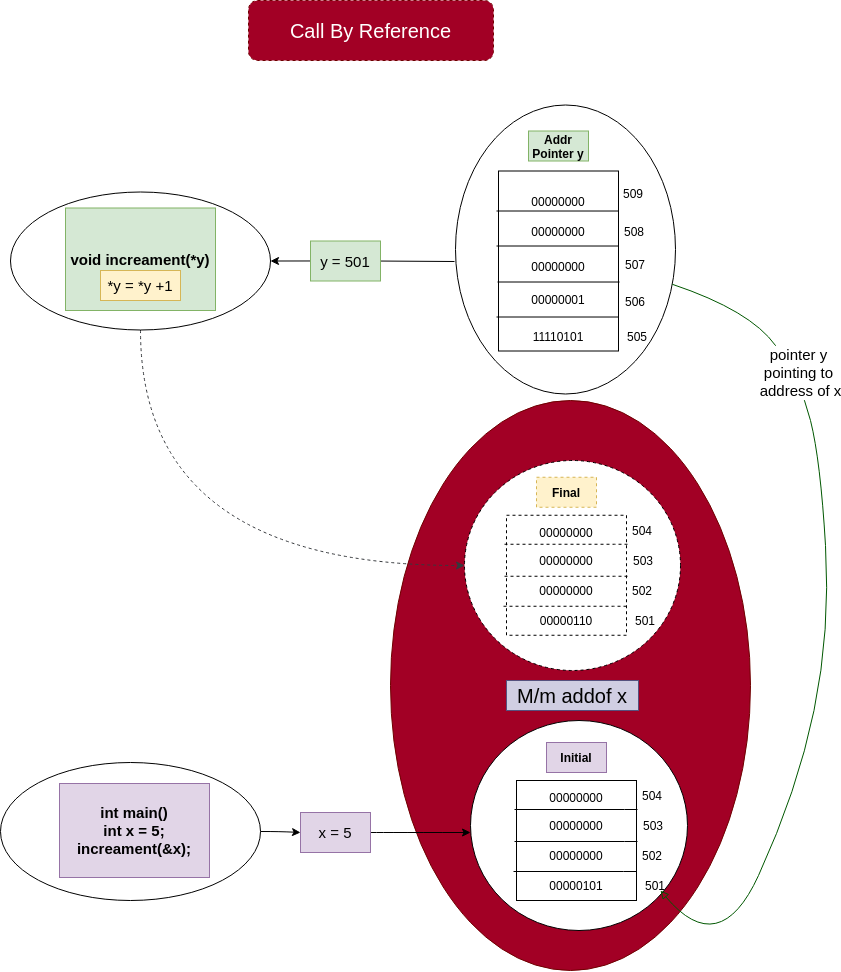 Call By Reference
Addr
Pointer y
00000000 509
00000000 508
00000000 507
00000001 506
11110101 505
void increament(*y)
*y = *y +1
y = 501
pointer y
pointing to
address of x
Final
00000000 504
00000000 503
00000000 502
00000110 501
M/m addof x
Initial
00000000 504
00000000 503
00000000 502
00000101 501
int main()
int x = 5;
increament(&x);
x = 5